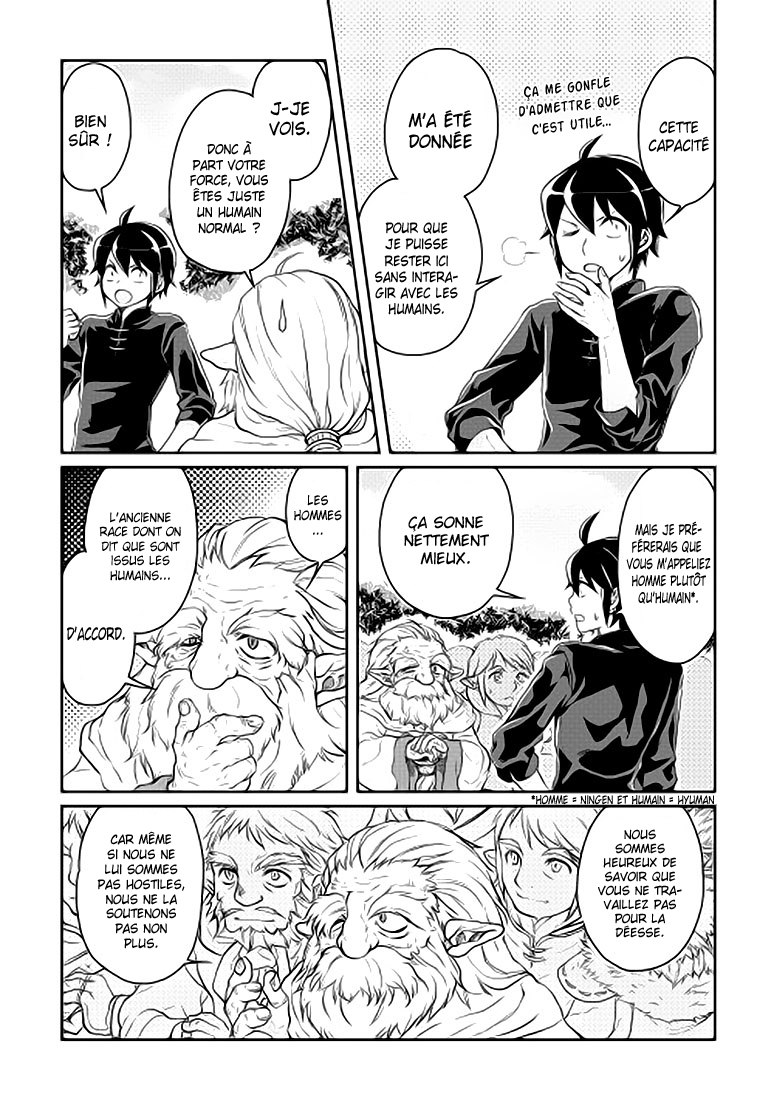 CETTE
CAPACITÉ
ÇA ME GONFLE
D'ADMETTRE QUE
C'EST UTILE...
M'A ÉTÉ
DONNÉE
POUR QUE
JE PUISSE
RESTER ICI
SANS INTERA-
GIR AVEC LES
HUMAINS.
J-JE
VOIS.
DONC À
PART VOTRE
FORCE, VOUS
ÊTES JUSTE
UN HUMAIN
NORMAL ?
BIEN
SÛR !
MAIS JE PRÉ-
FÉRERAIS QUE
VOUS M'APPELIEZ
HOMME PLUTÔT
QU'HUMAIN*.
ÇA SONNE
NETTEMENT
MIEUX.
*HOMME = NINGEN ET HUMAIN = HYUMAN
LES
HOMMES
...
L'ANCIENNE
RACE DONT ON
DIT QUE SONT
ISSUS LES
HUMAINS...
D'ACCORD.
NOUS
SOMMES
HEUREUX DE
SAVOIR QUE
VOUS NE TRA-
VAILLEZ PAS
POUR LA
DÉESSE.
CAR MÊME
SI NOUS NE
LUI SOMMES
PAS HOSTILES,
NOUS NE LA
SOUTENONS
PAS NON
PLUS.